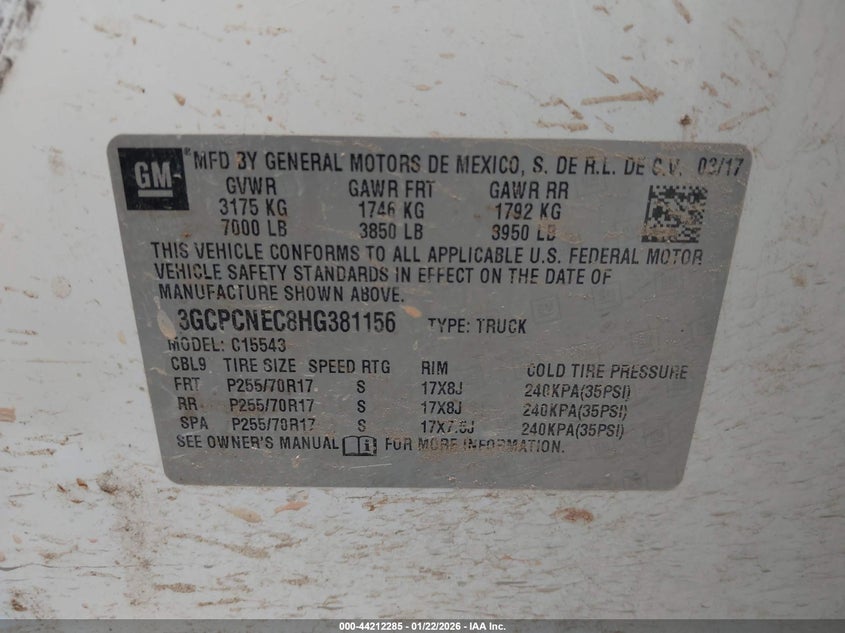 GM ® MFD BY GENERAL MOTORS DE MEXICO, S. DE R.L. DE C.V. 03/17
GVWR GAWR FRT GAWR RR
3175 KG 1746 KG 1792 KG
7000 LB 3850 LB 3950 LB
THIS VEHICLE CONFORMS TO ALL APPLICABLE U.S. FEDERAL MOTOR
VEHICLE SAFETY STANDARDS IN EFFECT ON THE DATE OF
MANUFACTURE SHOWN ABOVE.
3GCPCNEC8HG381156 TYPE: TRUCK
MODEL: C15543
CBL9 TIRE SIZE SPEED RTG RIM COLD TIRE PRESSURE
FRT P255/70R17 S 17X8J 240KPA(35PSI)
RR P255/70R17 S 17X8J 240KPA(35PSI)
SPA P255/70R17 S 17X7.5J 240KPA(35PSI)
SEE OWNER'S MANUAL FOR MORE INFORMATION.
000-44212285 - 01/22/2026 - IAA Inc.